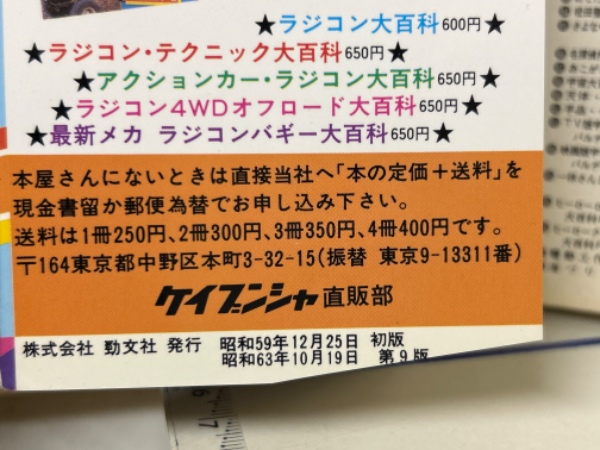 ★ラジコン大百科600円★
★ラジコン・テクニック大百科650円★
★アクションカー・ラジコン大百科650円★
★ラジコン4WDオフロード大百科650円★
★最新メカ ラジコンバギー大百科650円★
本屋さんにないときは直接当社へ「本の定価＋送料」を
現金書留か郵便為替でお申し込み下さい。
送料は1冊250円、2冊300円、3冊350円、4冊400円です。
〒164東京都中野区本町3-32-15(振替 東京9-13311番)
ケイブンシャ直販部
株式会社 勁文社 発行 昭和59年12月25日 初版
昭和63年10月19日 第9版